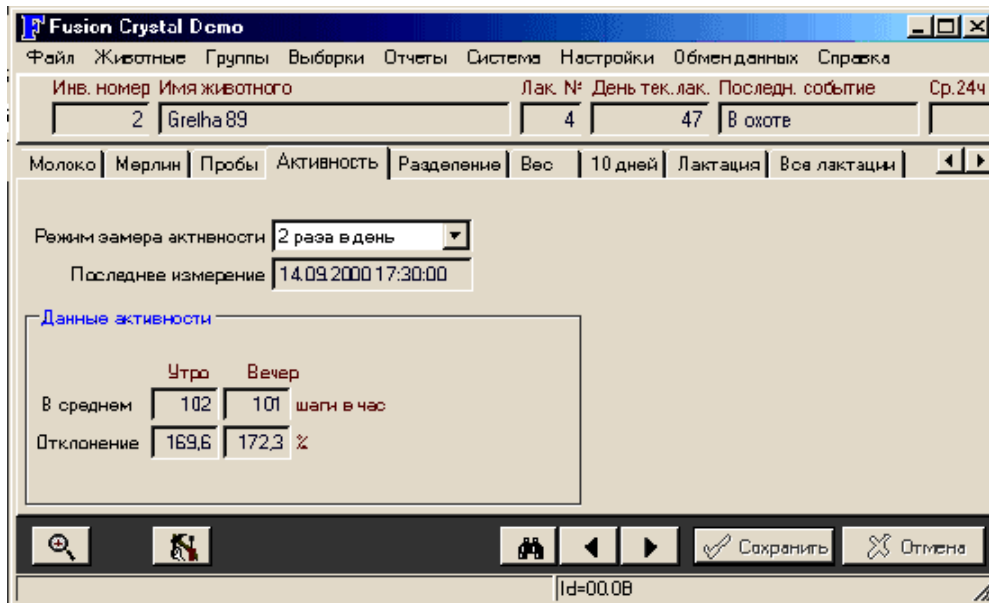 Fusion Crystal Demo
Файл Животные Группы Выборки Отчеты Система Настройки Обмен данных Справка
Инв. номер Имя животного Лак. № День тек.лак. Последн. событие Ср.24ч
2 Gretha 89 4 47 В охоте
Молоко Мерлин Пробы Активность Разделение Вес 10 дней Лактация Все лактации
Режим замера активности 2 раза в день
Последнее измерение 14.09.2000 17:30:00
Данные активности
Утро Вечер
В среднем 102 101 шаги в час
Отклонение 169,6 172,3 %
Сохранить Отмена
Id=00.0B